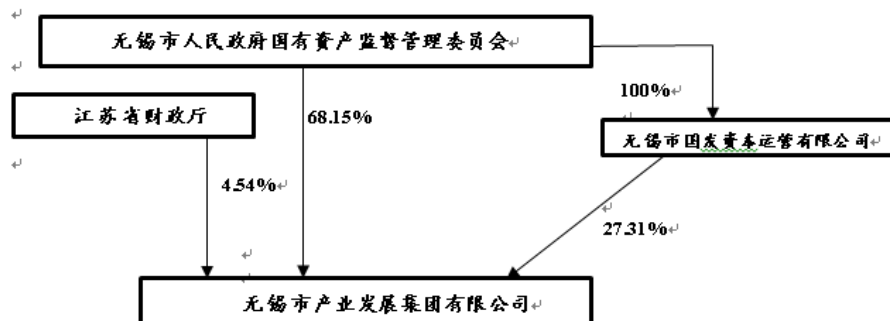 无锡市人民政府国有资产监督管理委员会
100%
江苏省财政厅
68.15%
无锡市国发资本运营有限公司
4.54%
27.31%
无锡市产业发展集团有限公司